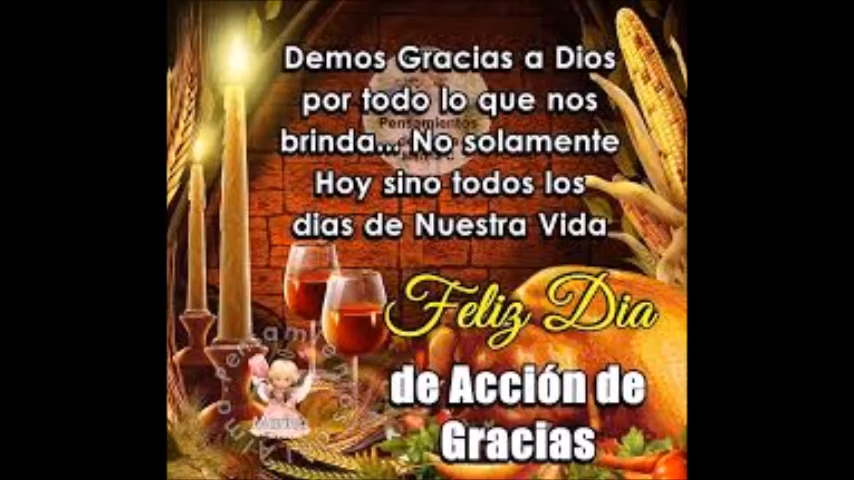 Demos Gracias a Dios
por todo lo que nos
Pensamientos
brinda... No solamente
Hoy sino todos los
dias de Nuestra Vida
Feliz Dia
de Acción de
Gracias